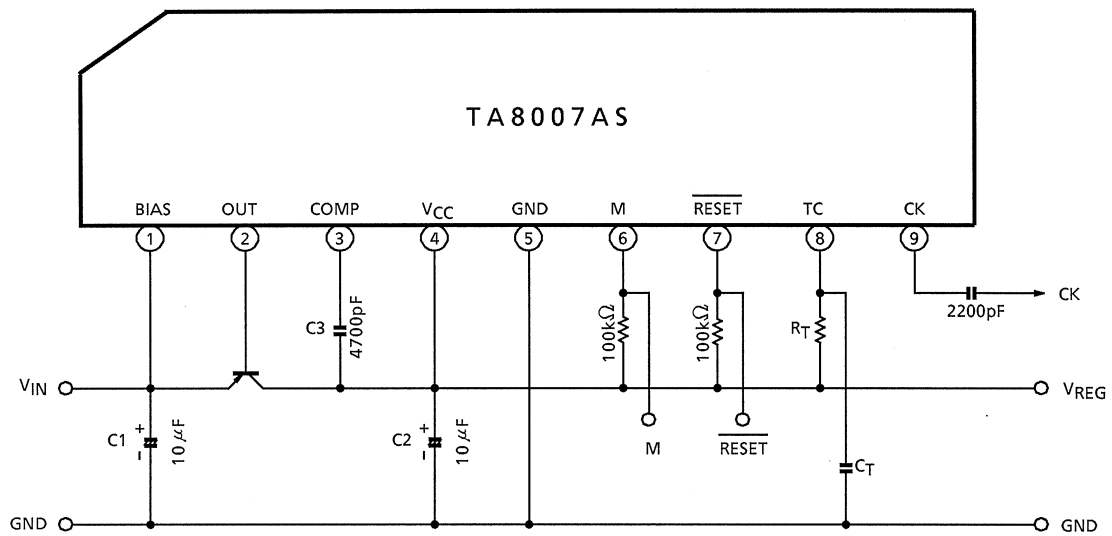 TA8007AS
BIAS OUT COMP VCC GND M RESET TC CK
1 2 3 4 5 6 7 8 9
CK
2200pF
C3 4700pF 100kΩ 100kΩ RT
VIN VREG
C1 + - 10μF C2 + - 10μF
M RESET
CT
GND GND